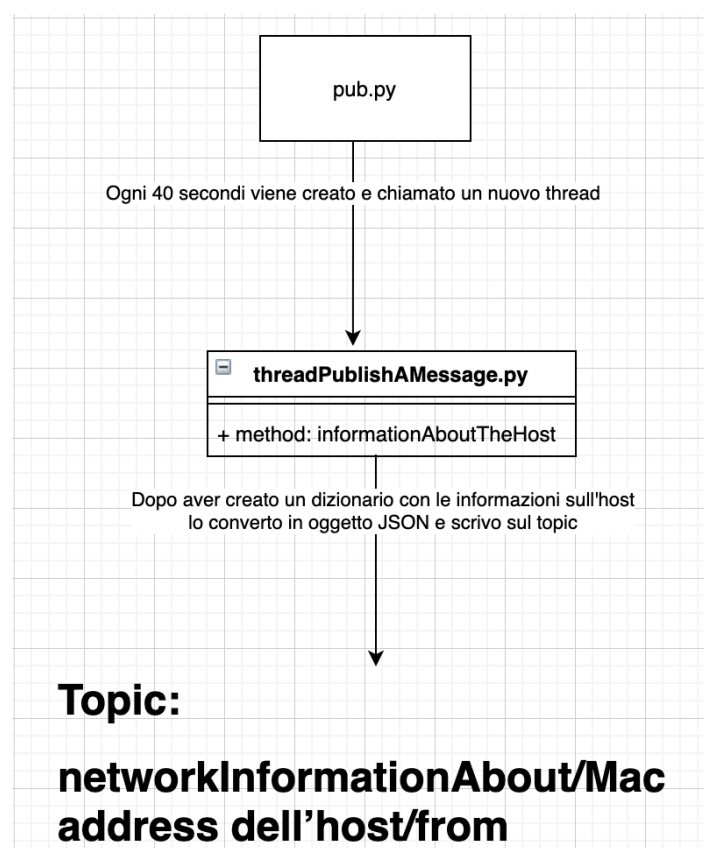 pub.py
Ogni 40 secondi viene creato e chiamato un nuovo thread
threadPublishAMessage.py
+ method: informationAboutTheHost
Dopo aver creato un dizionario con le informazioni sull'host
lo converto in oggetto JSON e scrivo sul topic
Topic:
networkInformationAbout/Mac
address dell’host/from